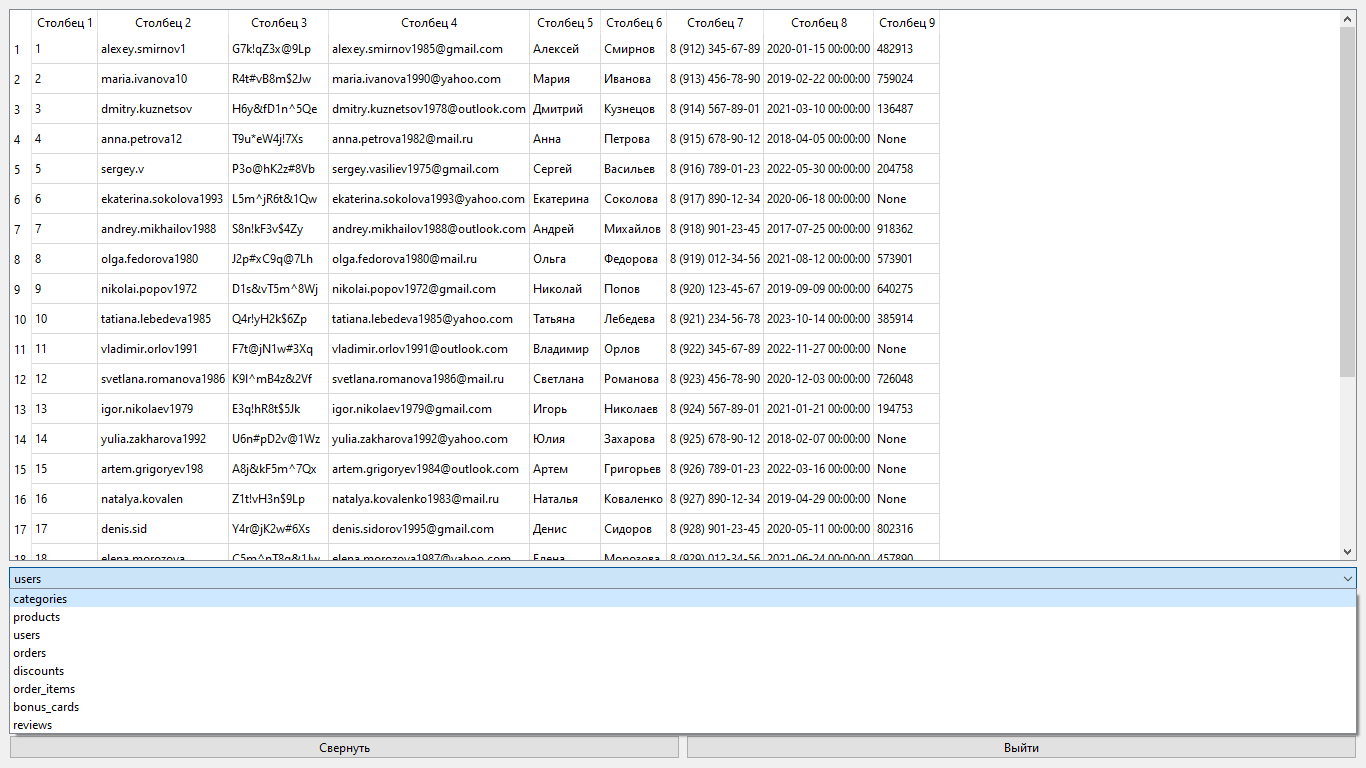 Столбец 1 Столбец 2 Столбец 3 Столбец 4 Столбец 5 Столбец 6 Столбец 7 Столбец 8 Столбец 9
1 1 alexey.smirnov1 G7k!qZ3x@9Lp alexey.smirnov1985@gmail.com Алексей Смирнов 8 (912) 345-67-89 2020-01-15 00:00:00 482913
2 2 maria.ivanova10 R4t#vB8m$2Jw maria.ivanova1990@yahoo.com Мария Иванова 8 (913) 456-78-90 2019-02-22 00:00:00 759024
3 3 dmitry.kuznetsov H6y&fD1n^5Qe dmitry.kuznetsov1978@outlook.com Дмитрий Кузнецов 8 (914) 567-89-01 2021-03-10 00:00:00 136487
4 4 anna.petrova12 T9u*eW4j!7Xs anna.petrova1982@mail.ru Анна Петрова 8 (915) 678-90-12 2018-04-05 00:00:00 None
5 5 sergey.v P3o@hK2z#8Vb sergey.vasiliev1975@gmail.com Сергей Васильев 8 (916) 789-01-23 2022-05-30 00:00:00 204758
6 6 ekaterina.sokolova1993 L5m^jR6t&1Qw ekaterina.sokolova1993@yahoo.com Екатерина Соколова 8 (917) 890-12-34 2020-06-18 00:00:00 None
7 7 andrey.mikhailov1988 S8n!kF3v$4Zy andrey.mikhailov1988@outlook.com Андрей Михайлов 8 (918) 901-23-45 2017-07-25 00:00:00 918362
8 8 olga.fedorova1980 J2p#xC9q@7Lh olga.fedorova1980@mail.ru Ольга Федорова 8 (919) 012-34-56 2021-08-12 00:00:00 573901
9 9 nikolai.popov1972 D1s&vT5m^8Wj nikolai.popov1972@gmail.com Николай Попов 8 (920) 123-45-67 2019-09-09 00:00:00 640275
10 10 tatiana.lebedeva1985 Q4r!yH2k$6Zp tatiana.lebedeva1985@yahoo.com Татьяна Лебедева 8 (921) 234-56-78 2023-10-14 00:00:00 385914
11 11 vladimir.orlov1991 F7t@jN1w#3Xq vladimir.orlov1991@outlook.com Владимир Орлов 8 (922) 345-67-89 2022-11-27 00:00:00 None
12 12 svetlana.romanova1986 K9l^mB4z&2Vf svetlana.romanova1986@mail.ru Светлана Романова 8 (923) 456-78-90 2020-12-03 00:00:00 726048
13 13 igor.nikolaev1979 E3q!hR8t$5Jk igor.nikolaev1979@gmail.com Игорь Николаев 8 (924) 567-89-01 2021-01-21 00:00:00 194753
14 14 yulia.zakharova1992 U6n#pD2v@1Wz yulia.zakharova1992@yahoo.com Юлия Захарова 8 (925) 678-90-12 2018-02-07 00:00:00 None
15 15 artem.grigoryev198 A8j&kF5m^7Qx artem.grigoryev1984@outlook.com Артем Григорьев 8 (926) 789-01-23 2022-03-16 00:00:00 None
16 16 natalya.kovalen Z1t!vH3n$9Lp natalya.kovalenko1983@mail.ru Наталья Коваленко 8 (927) 890-12-34 2019-04-29 00:00:00 None
17 17 denis.sid Y4r@jK2w#6Xs denis.sidorov1995@gmail.com Денис Сидоров 8 (928) 901-23-45 2020-05-11 00:00:00 802316
18 18 elena.morozova C5m^nT8q&1Jw elena.morozova1987@yahoo.com Елена Морозова 8 (929) 012-34-56 2021-06-24 00:00:00 457890
users
categories
products
users
orders
discounts
order_items
bonus_cards
reviews
Свернуть Выйти